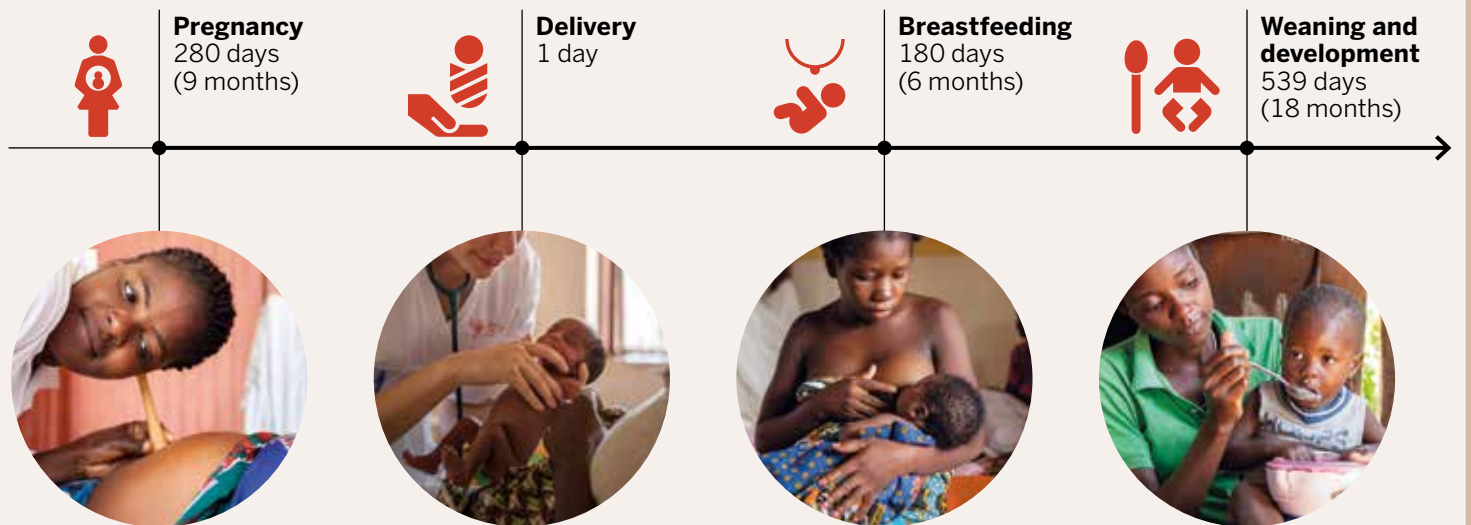 Pregnancy
280 days
(9 months)
Delivery
1 day
Breastfeeding
180 days
(6 months)
Weaning and
development
539 days
(18 months)